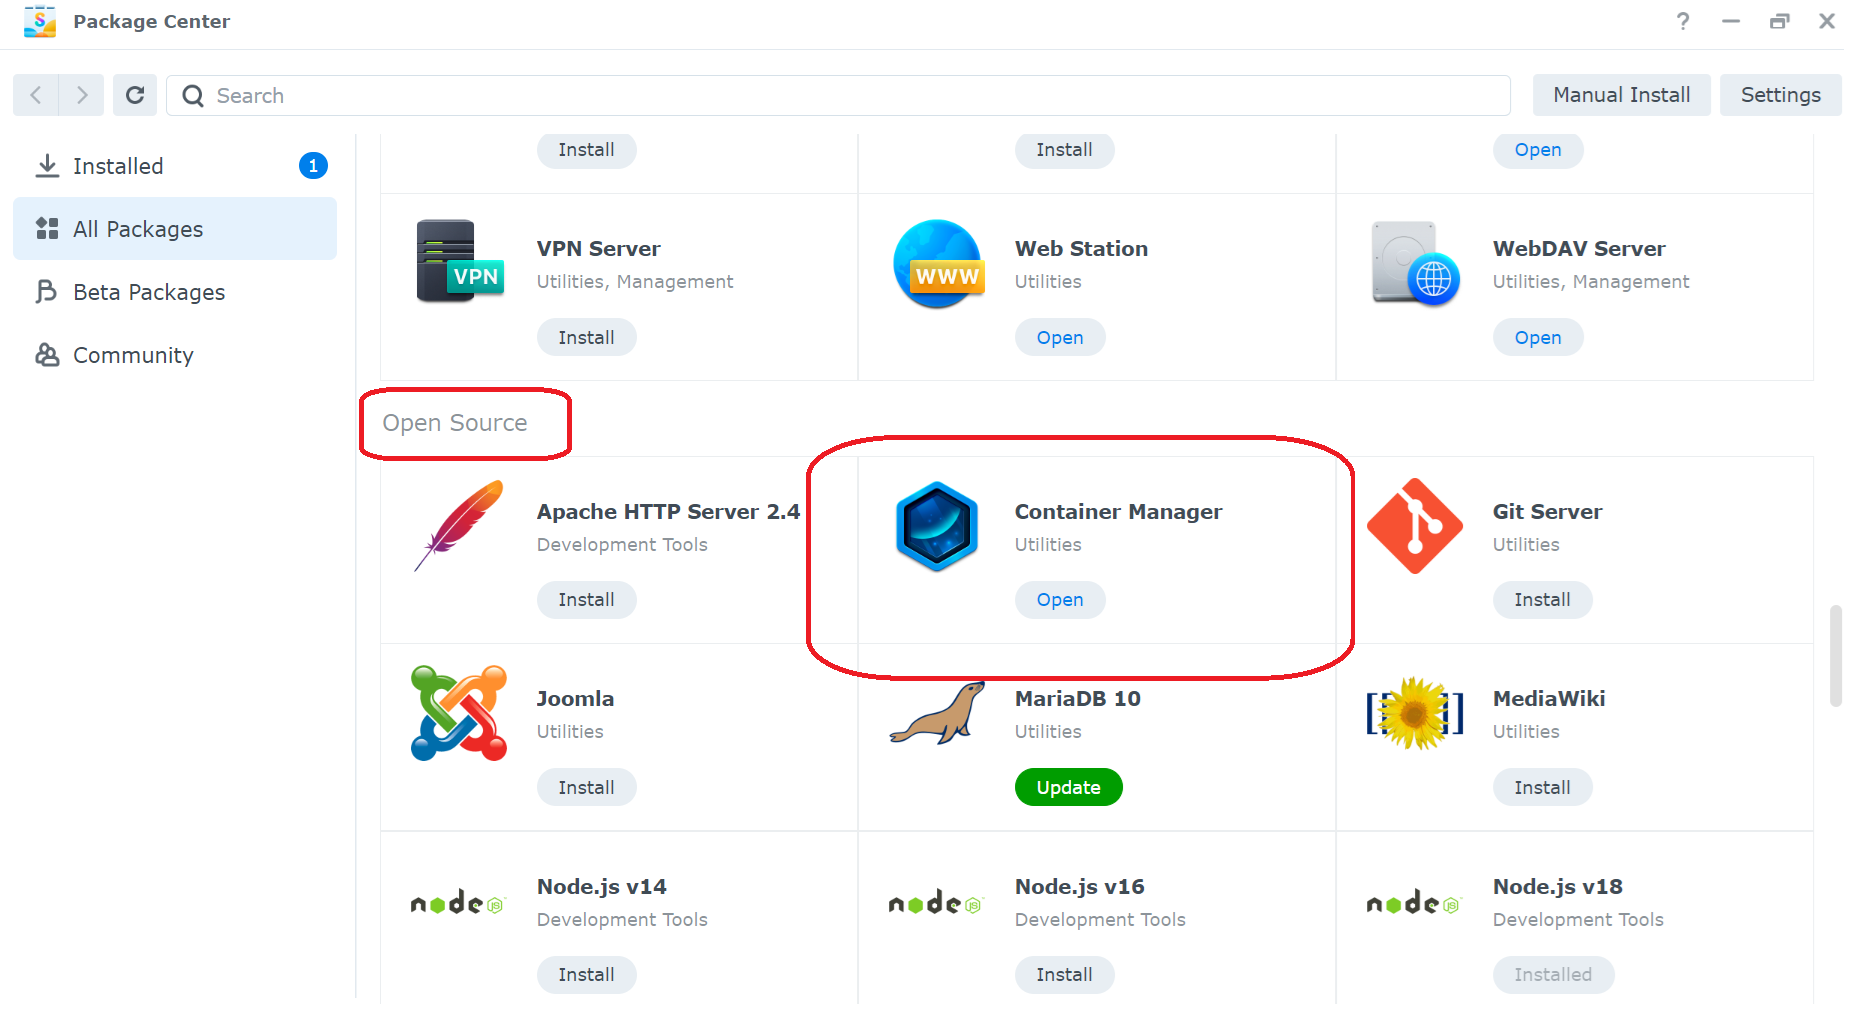 Package Center
Search
Manual Install
Settings
Installed
1
All Packages
Beta Packages
Community
Install
Install
Open
VPN
VPN Server
Utilities, Management
Install
WWW
Web Station
Utilities
Open
WebDAV Server
Utilities, Management
Open
Open Source
Apache HTTP Server 2.4
Development Tools
Install
Container Manager
Utilities
Open
Git Server
Utilities
Install
Joomla
Utilities
Install
MariaDB 10
Utilities
Update
MediaWiki
Utilities
Install
node JS
Node.js v14
Development Tools
Install
node JS
Node.js v16
Development Tools
Install
node JS
Node.js v18
Development Tools
Installed